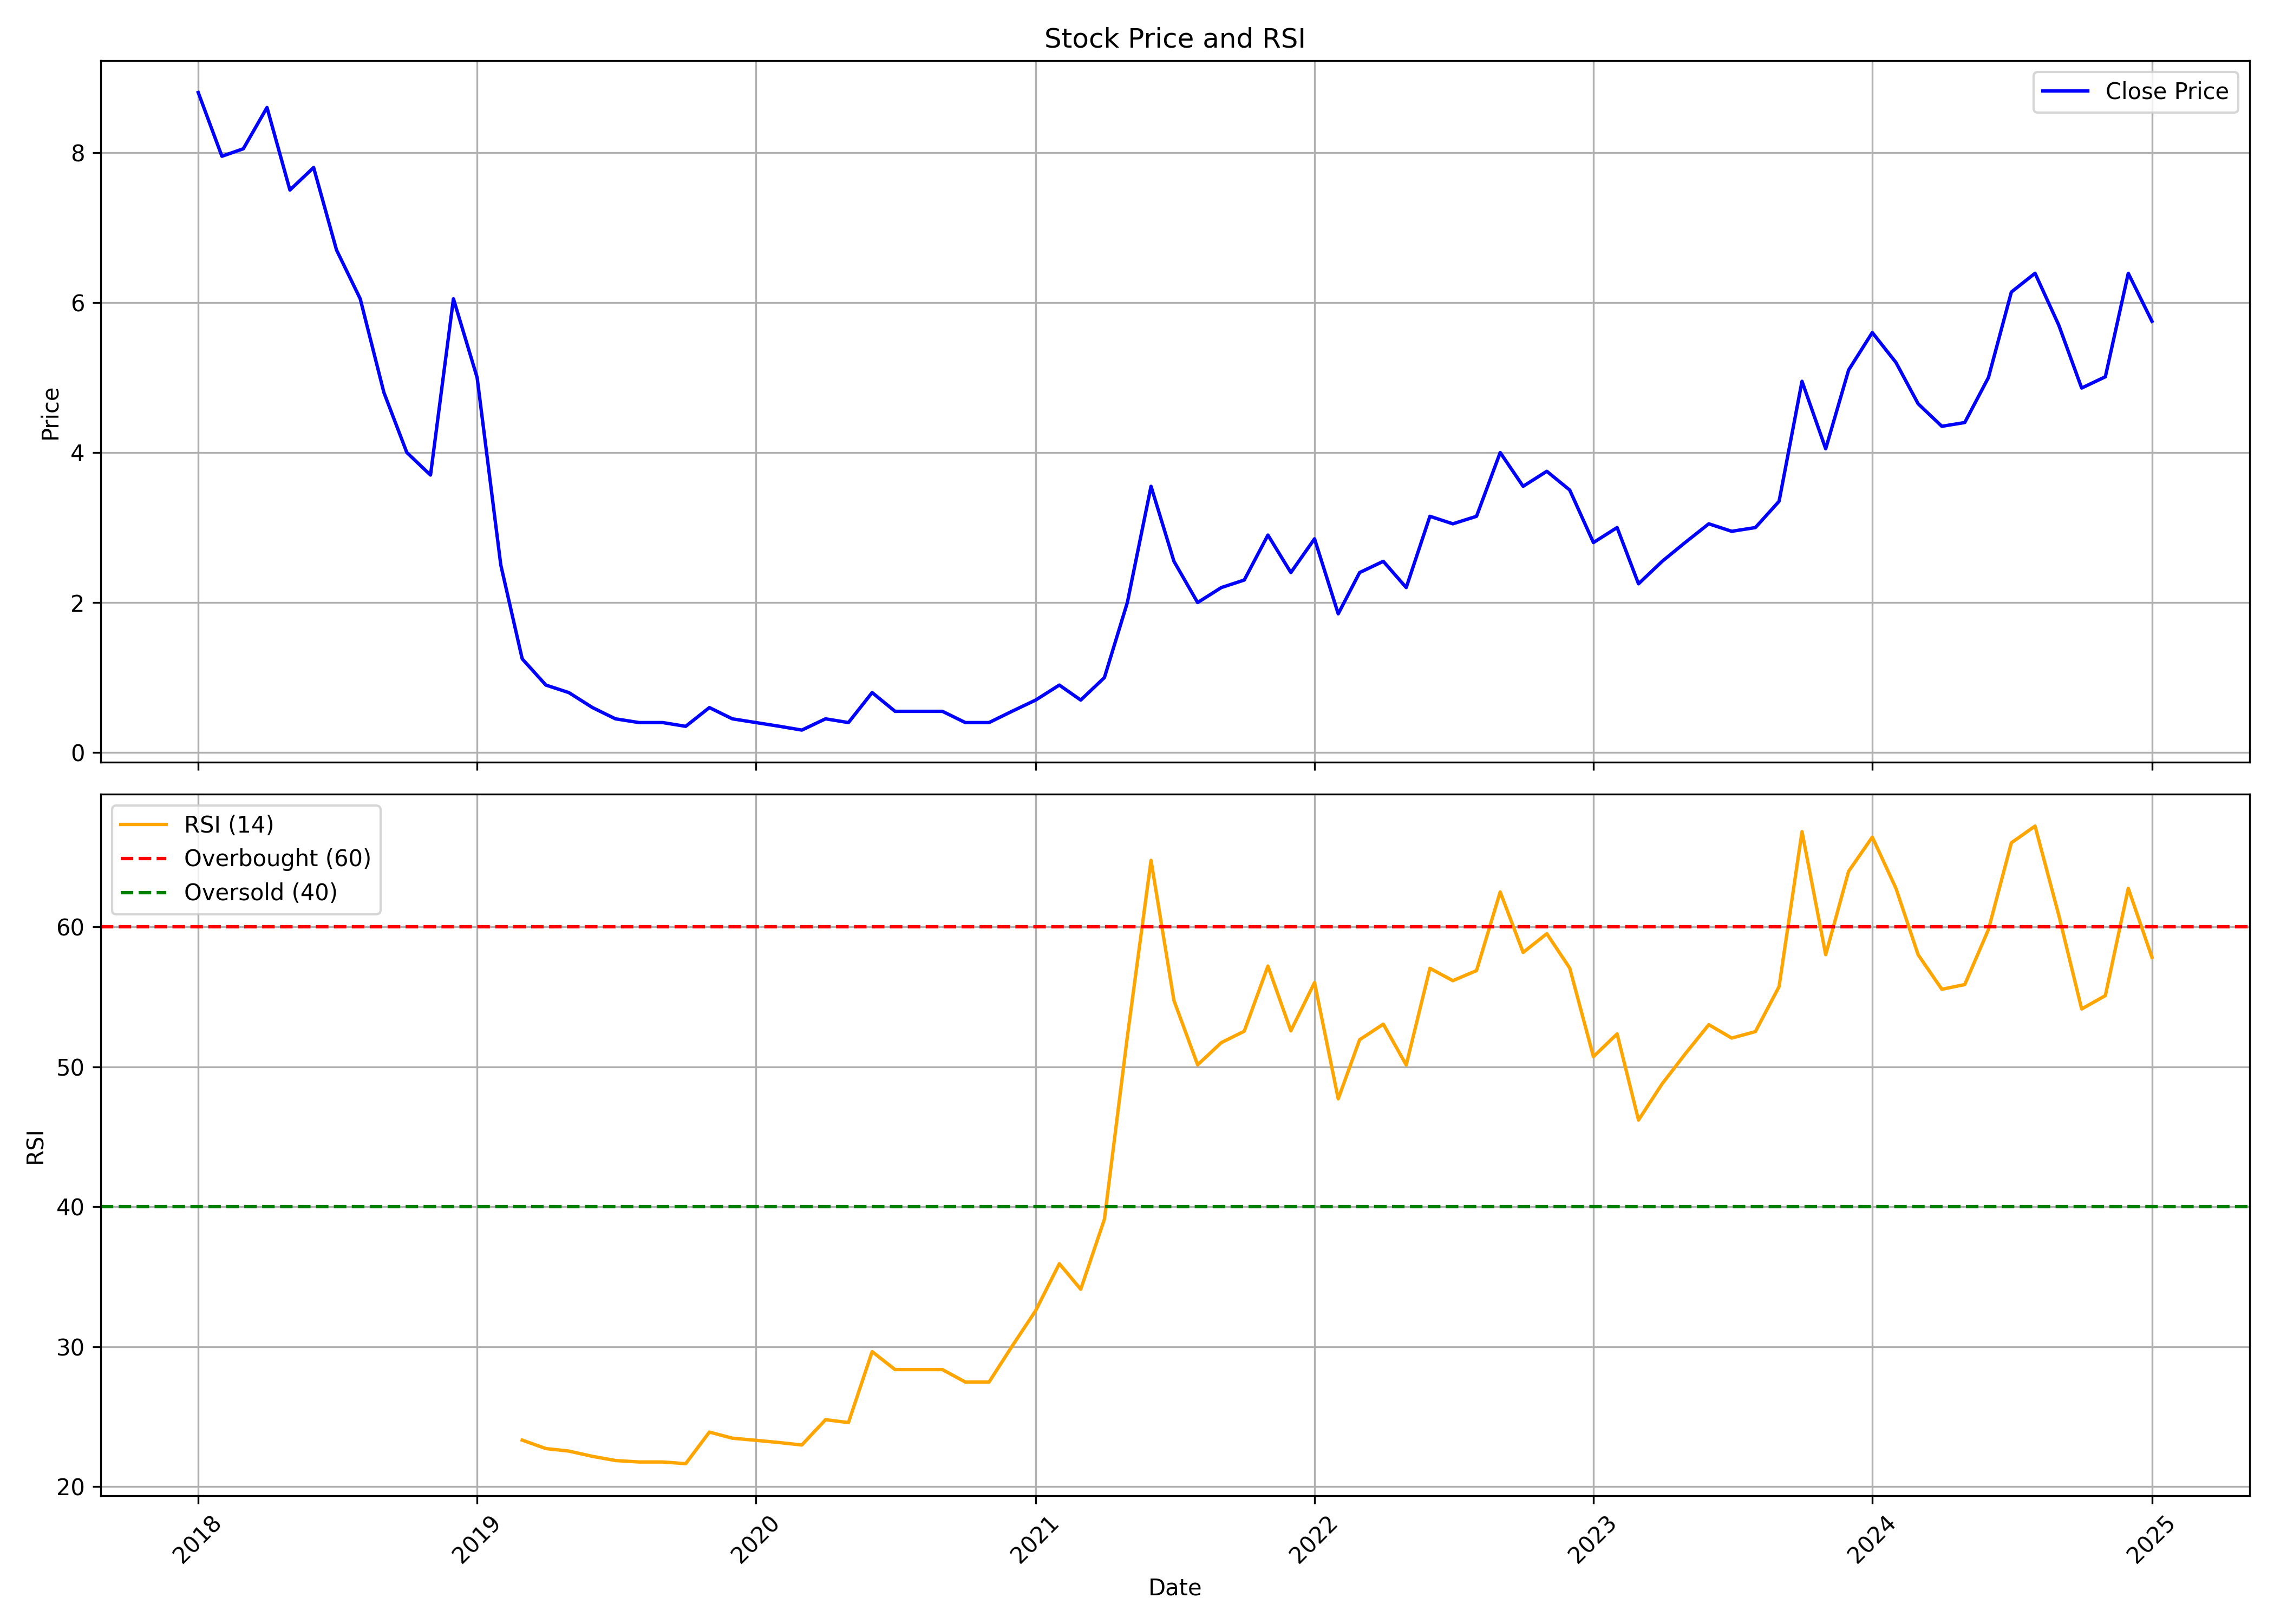 Stock Price and RSI
Close Price
Price
8
6
4
2
0
RSI (14)
Overbought (60)
Oversold (40)
RSI
60
50
40
30
20
2018
2019
2020
2021
2022
2023
2024
2025
Date